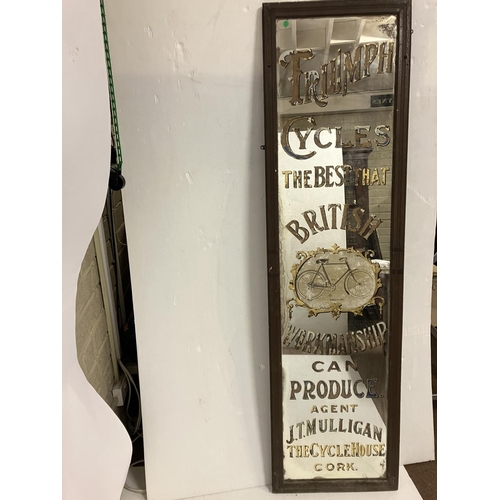 TRIUMPH
CYCLES
THE BEST THAT
BRITISH
WORKMANSHIP
CAN
PRODUCE.
AGENT
J.T. MULLIGAN
THE CYCLE HOUSE
CORK.